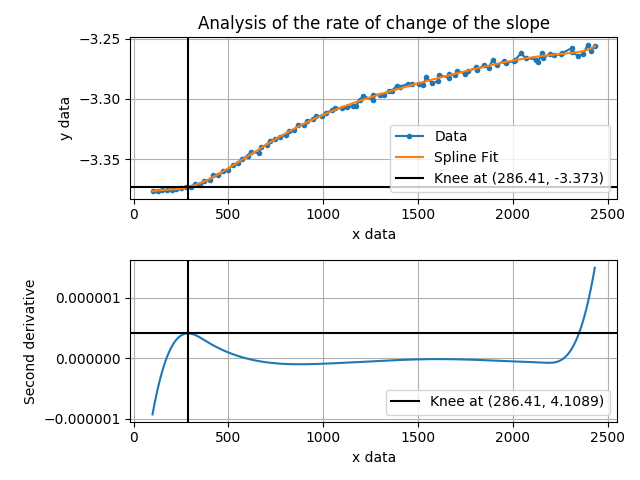 Analysis of the rate of change of the slope
−3.25
−3.30
−3.35
y data
Data
Spline Fit
Knee at (286.41, -3.373)
0 500 1000 1500 2000 2500
x data
0.000001
0.000000
−0.000001
Second derivative
Knee at (286.41, 4.1089)
0 500 1000 1500 2000 2500
x data